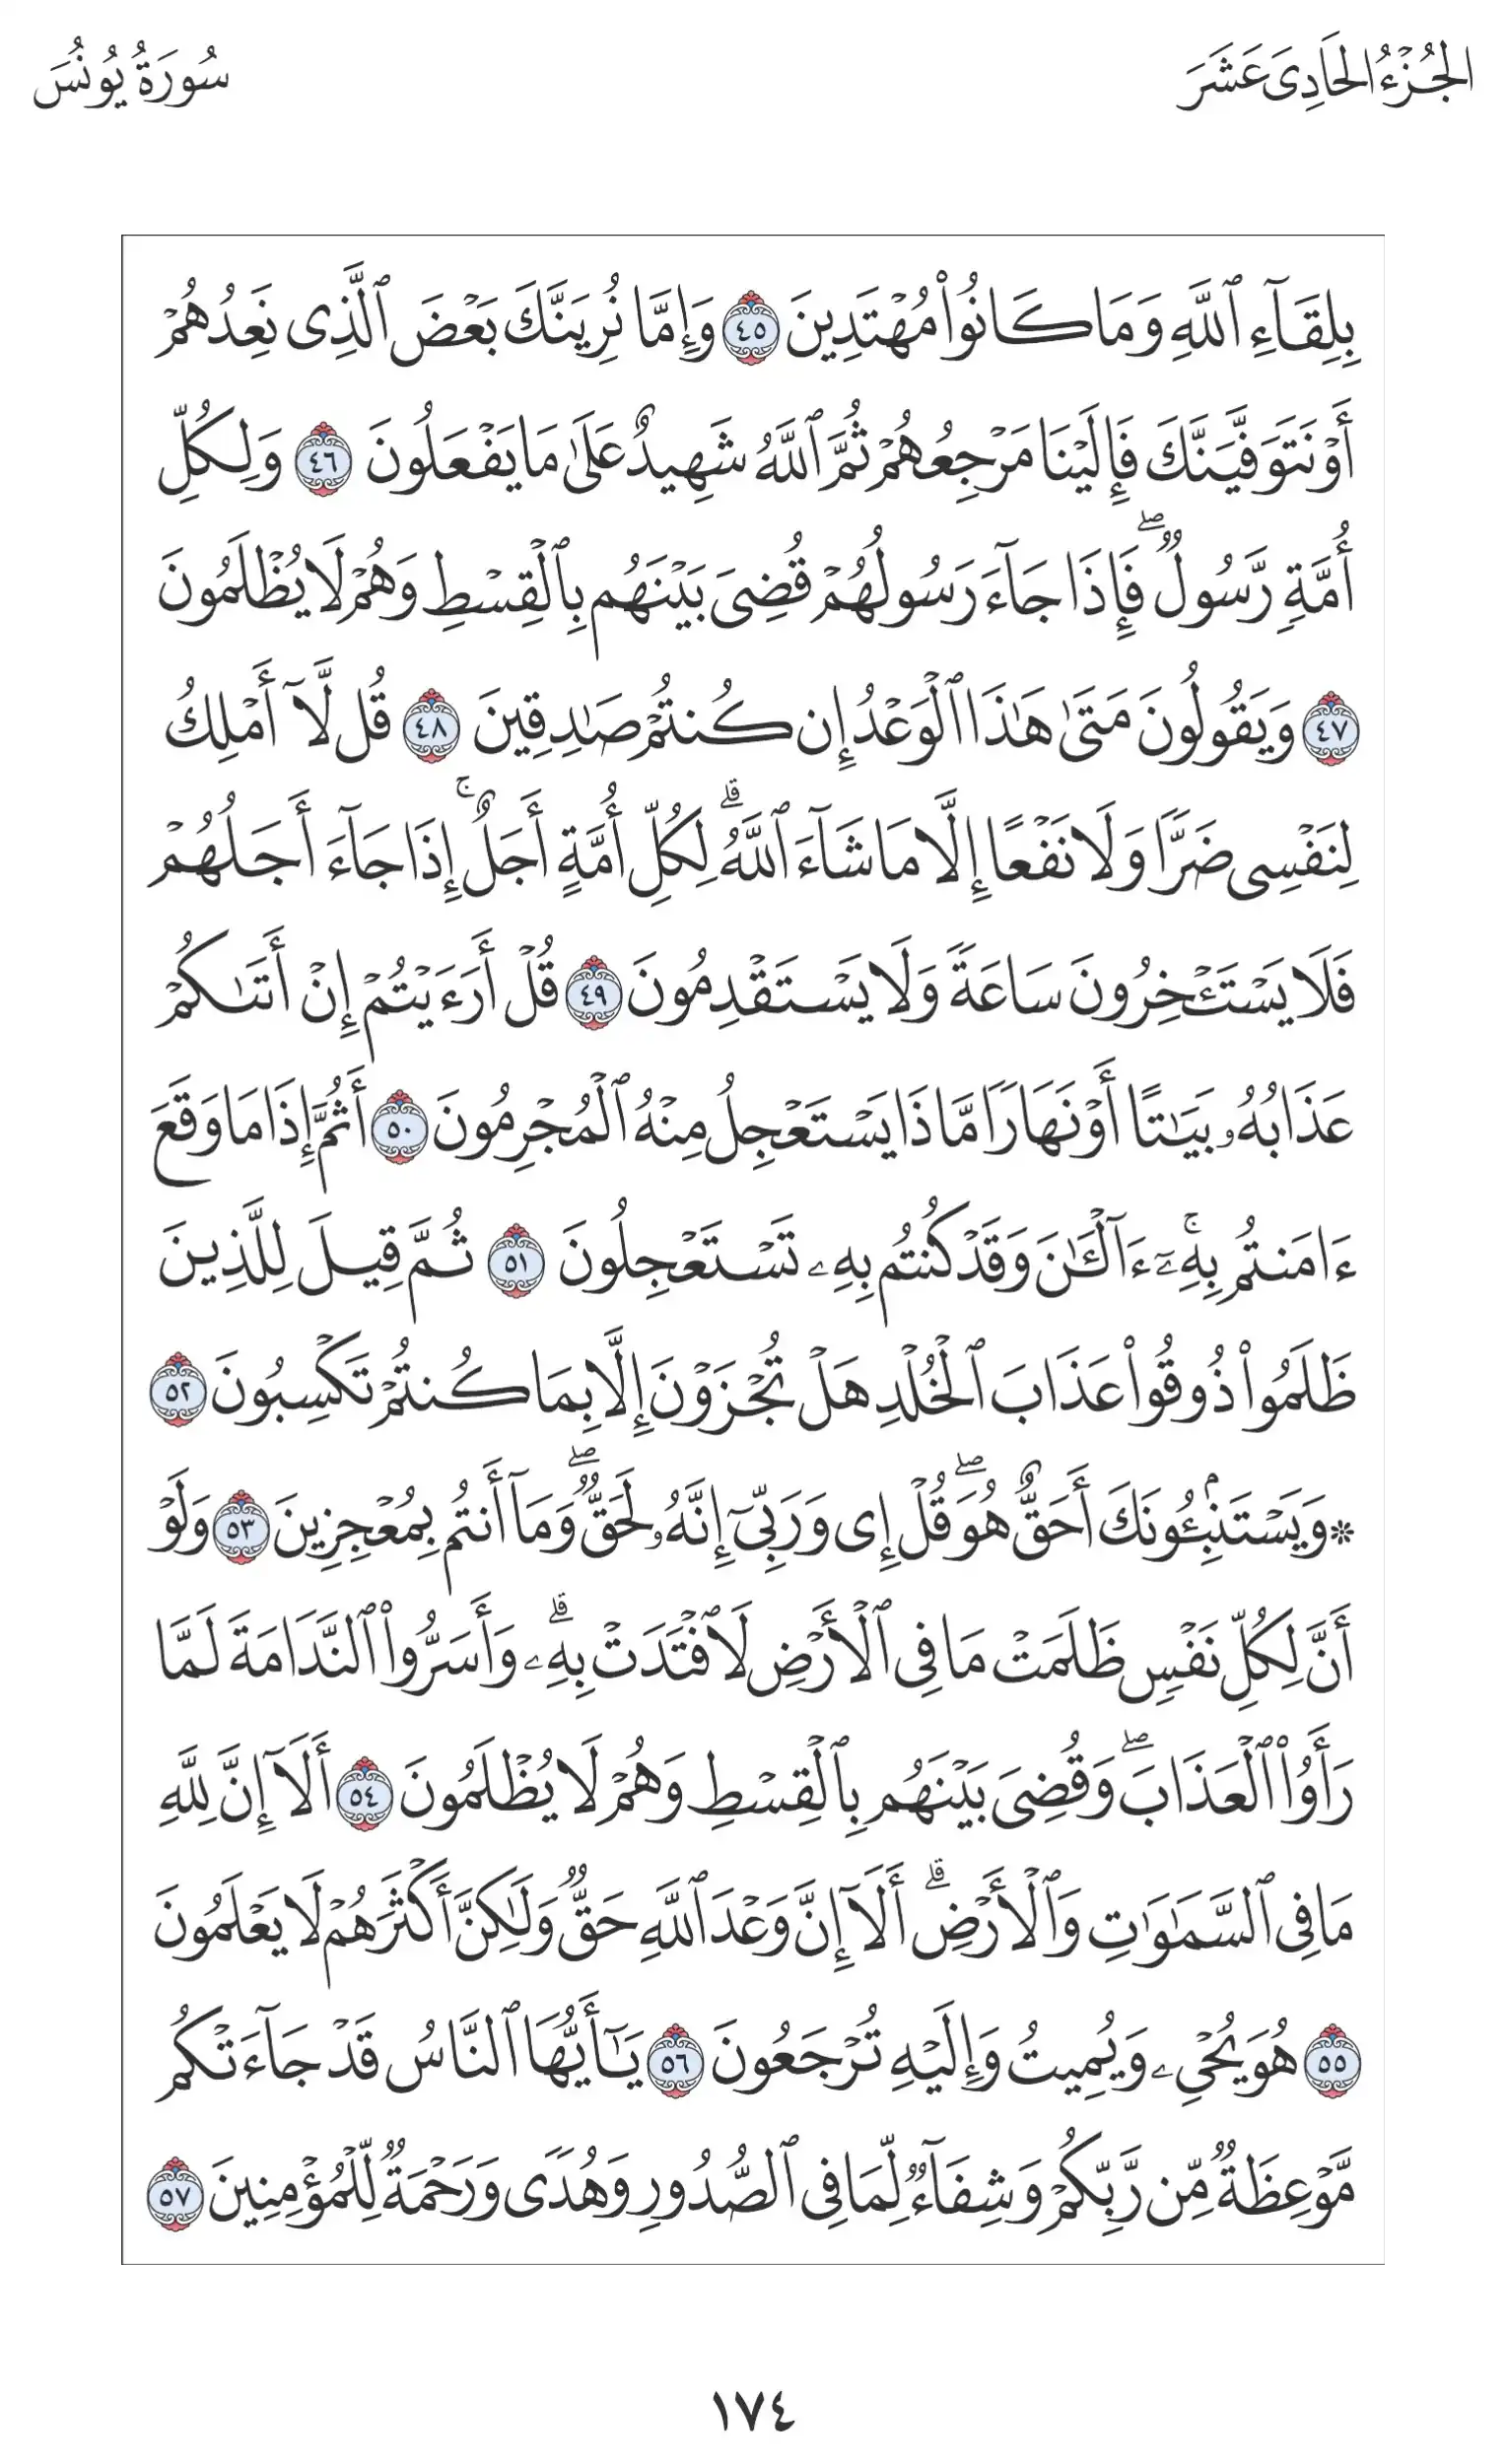 الجُزْءُ الحَادِىَ عَشَرَ
سُورَةُ يُونُسَ
بِلِقَآءِ ٱللَّهِ وَمَا كَانُوا۟ مُهْتَدِينَ ٤٥ وَإِمَّا نُرِيَنَّكَ بَعْضَ ٱلَّذِى نَعِدُهُمْ
أَوْ نَتَوَفَّيَنَّكَ فَإِلَيْنَا مَرْجِعُهُمْ ثُمَّ ٱللَّهُ شَهِيدٌ عَلَىٰ مَا يَفْعَلُونَ ٤٦ وَلِكُلِّ
أُمَّةٍ رَّسُولٌ ۖ فَإِذَا جَآءَ رَسُولُهُمْ قُضِىَ بَيْنَهُم بِٱلْقِسْطِ وَهُمْ لَا يُظْلَمُونَ
٤٧ وَيَقُولُونَ مَتَىٰ هَٰذَا ٱلْوَعْدُ إِن كُنتُمْ صَٰدِقِينَ ٤٨ قُل لَّآ أَمْلِكُ
لِنَفْسِى ضَرًّا وَلَا نَفْعًا إِلَّا مَا شَآءَ ٱللَّهُ ۗ لِكُلِّ أُمَّةٍ أَجَلٌ ۚ إِذَا جَآءَ أَجَلُهُمْ
فَلَا يَسْتَـْٔخِرُونَ سَاعَةً وَلَا يَسْتَقْدِمُونَ ٤٩ قُلْ أَرَءَيْتُمْ إِنْ أَتَىٰكُمْ
عَذَابُهُۥ بَيَٰتًا أَوْ نَهَارًا مَّاذَا يَسْتَعْجِلُ مِنْهُ ٱلْمُجْرِمُونَ ٥٠ أَثُمَّ إِذَا مَا وَقَعَ
ءَامَنتُم بِهِۦٓ ۚ ءَآلْـَٰٔنَ وَقَدْ كُنتُم بِهِۦ تَسْتَعْجِلُونَ ٥١ ثُمَّ قِيلَ لِلَّذِينَ
ظَلَمُوا۟ ذُوقُوا۟ عَذَابَ ٱلْخُلْدِ هَلْ تُجْزَوْنَ إِلَّا بِمَا كُنتُمْ تَكْسِبُونَ ٥٢
۞ وَيَسْتَنۢبِـُٔونَكَ أَحَقٌّ هُوَ ۖ قُلْ إِى وَرَبِّىٓ إِنَّهُۥ لَحَقٌّ ۖ وَمَآ أَنتُم بِمُعْجِزِينَ ٥٣ وَلَوْ
أَنَّ لِكُلِّ نَفْسٍ ظَلَمَتْ مَا فِى ٱلْأَرْضِ لَٱفْتَدَتْ بِهِۦ ۗ وَأَسَرُّوا۟ ٱلنَّدَامَةَ لَمَّا
رَأَوُا۟ ٱلْعَذَابَ ۖ وَقُضِىَ بَيْنَهُم بِٱلْقِسْطِ وَهُمْ لَا يُظْلَمُونَ ٥٤ أَلَآ إِنَّ لِلَّهِ
مَا فِى ٱلسَّمَٰوَٰتِ وَٱلْأَرْضِ ۗ أَلَآ إِنَّ وَعْدَ ٱللَّهِ حَقٌّ وَلَٰكِنَّ أَكْثَرَهُمْ لَا يَعْلَمُونَ
٥٥ هُوَ يُحْىِۦ وَيُمِيتُ وَإِلَيْهِ تُرْجَعُونَ ٥٦ يَٰٓأَيُّهَا ٱلنَّاسُ قَدْ جَآءَتْكُم
مَّوْعِظَةٌ مِّن رَّبِّكُمْ وَشِفَآءٌ لِّمَا فِى ٱلصُّدُورِ وَهُدًى وَرَحْمَةٌ لِّلْمُؤْمِنِينَ ٥٧
١٧٤